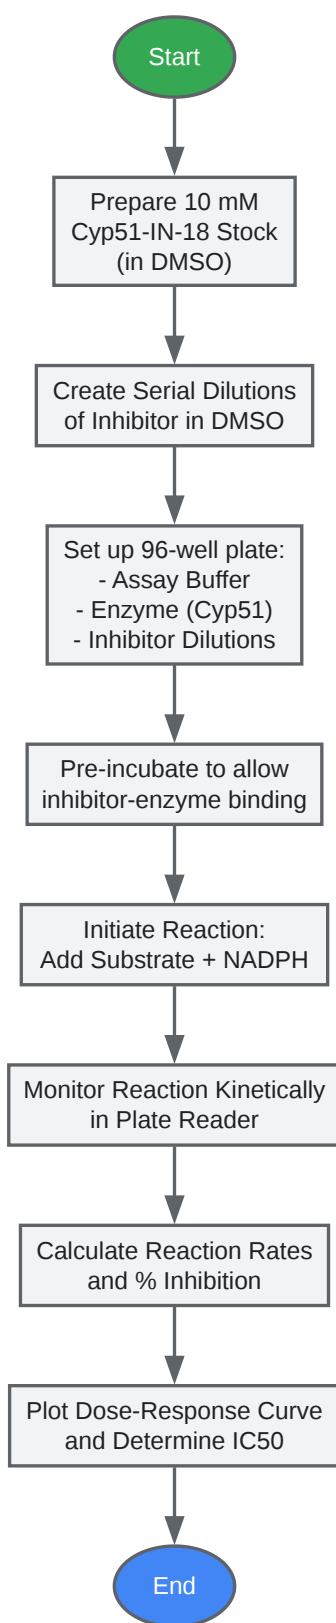 Start
Prepare 10 mM
Cyp51-IN-18 Stock
(in DMSO)
Create Serial Dilutions
of Inhibitor in DMSO
Set up 96-well plate:
- Assay Buffer
- Enzyme (Cyp51)
- Inhibitor Dilutions
Pre-incubate to allow
inhibitor-enzyme binding
Initiate Reaction:
Add Substrate + NADPH
Monitor Reaction Kinetically
in Plate Reader
Calculate Reaction Rates
and % Inhibition
Plot Dose-Response Curve
and Determine IC50
End